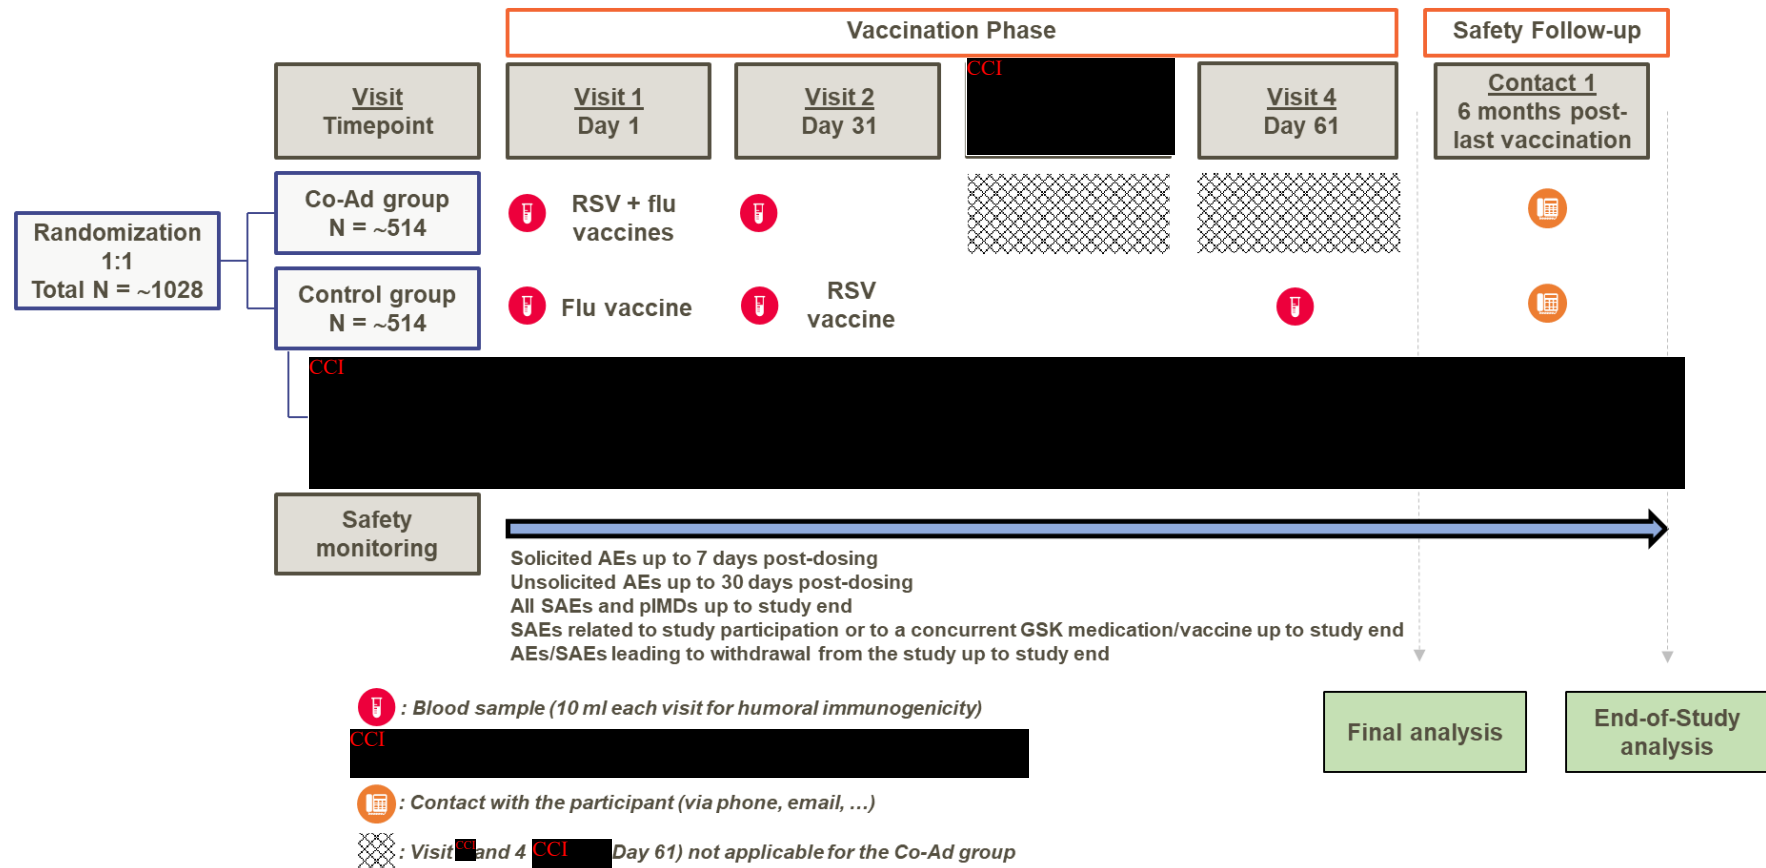 Vaccination Phase
Safety Follow-up
Visit
Timepoint
Visit 1
Day 1
Visit 2
Day 31
CCI
Visit 4
Day 61
Contact 1
6 months post-
last vaccination
Randomization
1:1
Total N = ~1028
Co-Ad group
N = ~514
RSV + flu
vaccines
Control group
N = ~514
Flu vaccine
RSV
vaccine
CCI
Safety
monitoring
Solicited AEs up to 7 days post-dosing
Unsolicited AEs up to 30 days post-dosing
All SAEs and pIMDs up to study end
SAEs related to study participation or to a concurrent GSK medication/vaccine up to study end
AEs/SAEs leading to withdrawal from the study up to study end
: Blood sample (10 ml each visit for humoral immunogenicity)
CCI
: Contact with the participant (via phone, email, …)
: Visit CCI and 4 CCI Day 61) not applicable for the Co-Ad group
Final analysis
End-of-Study
analysis